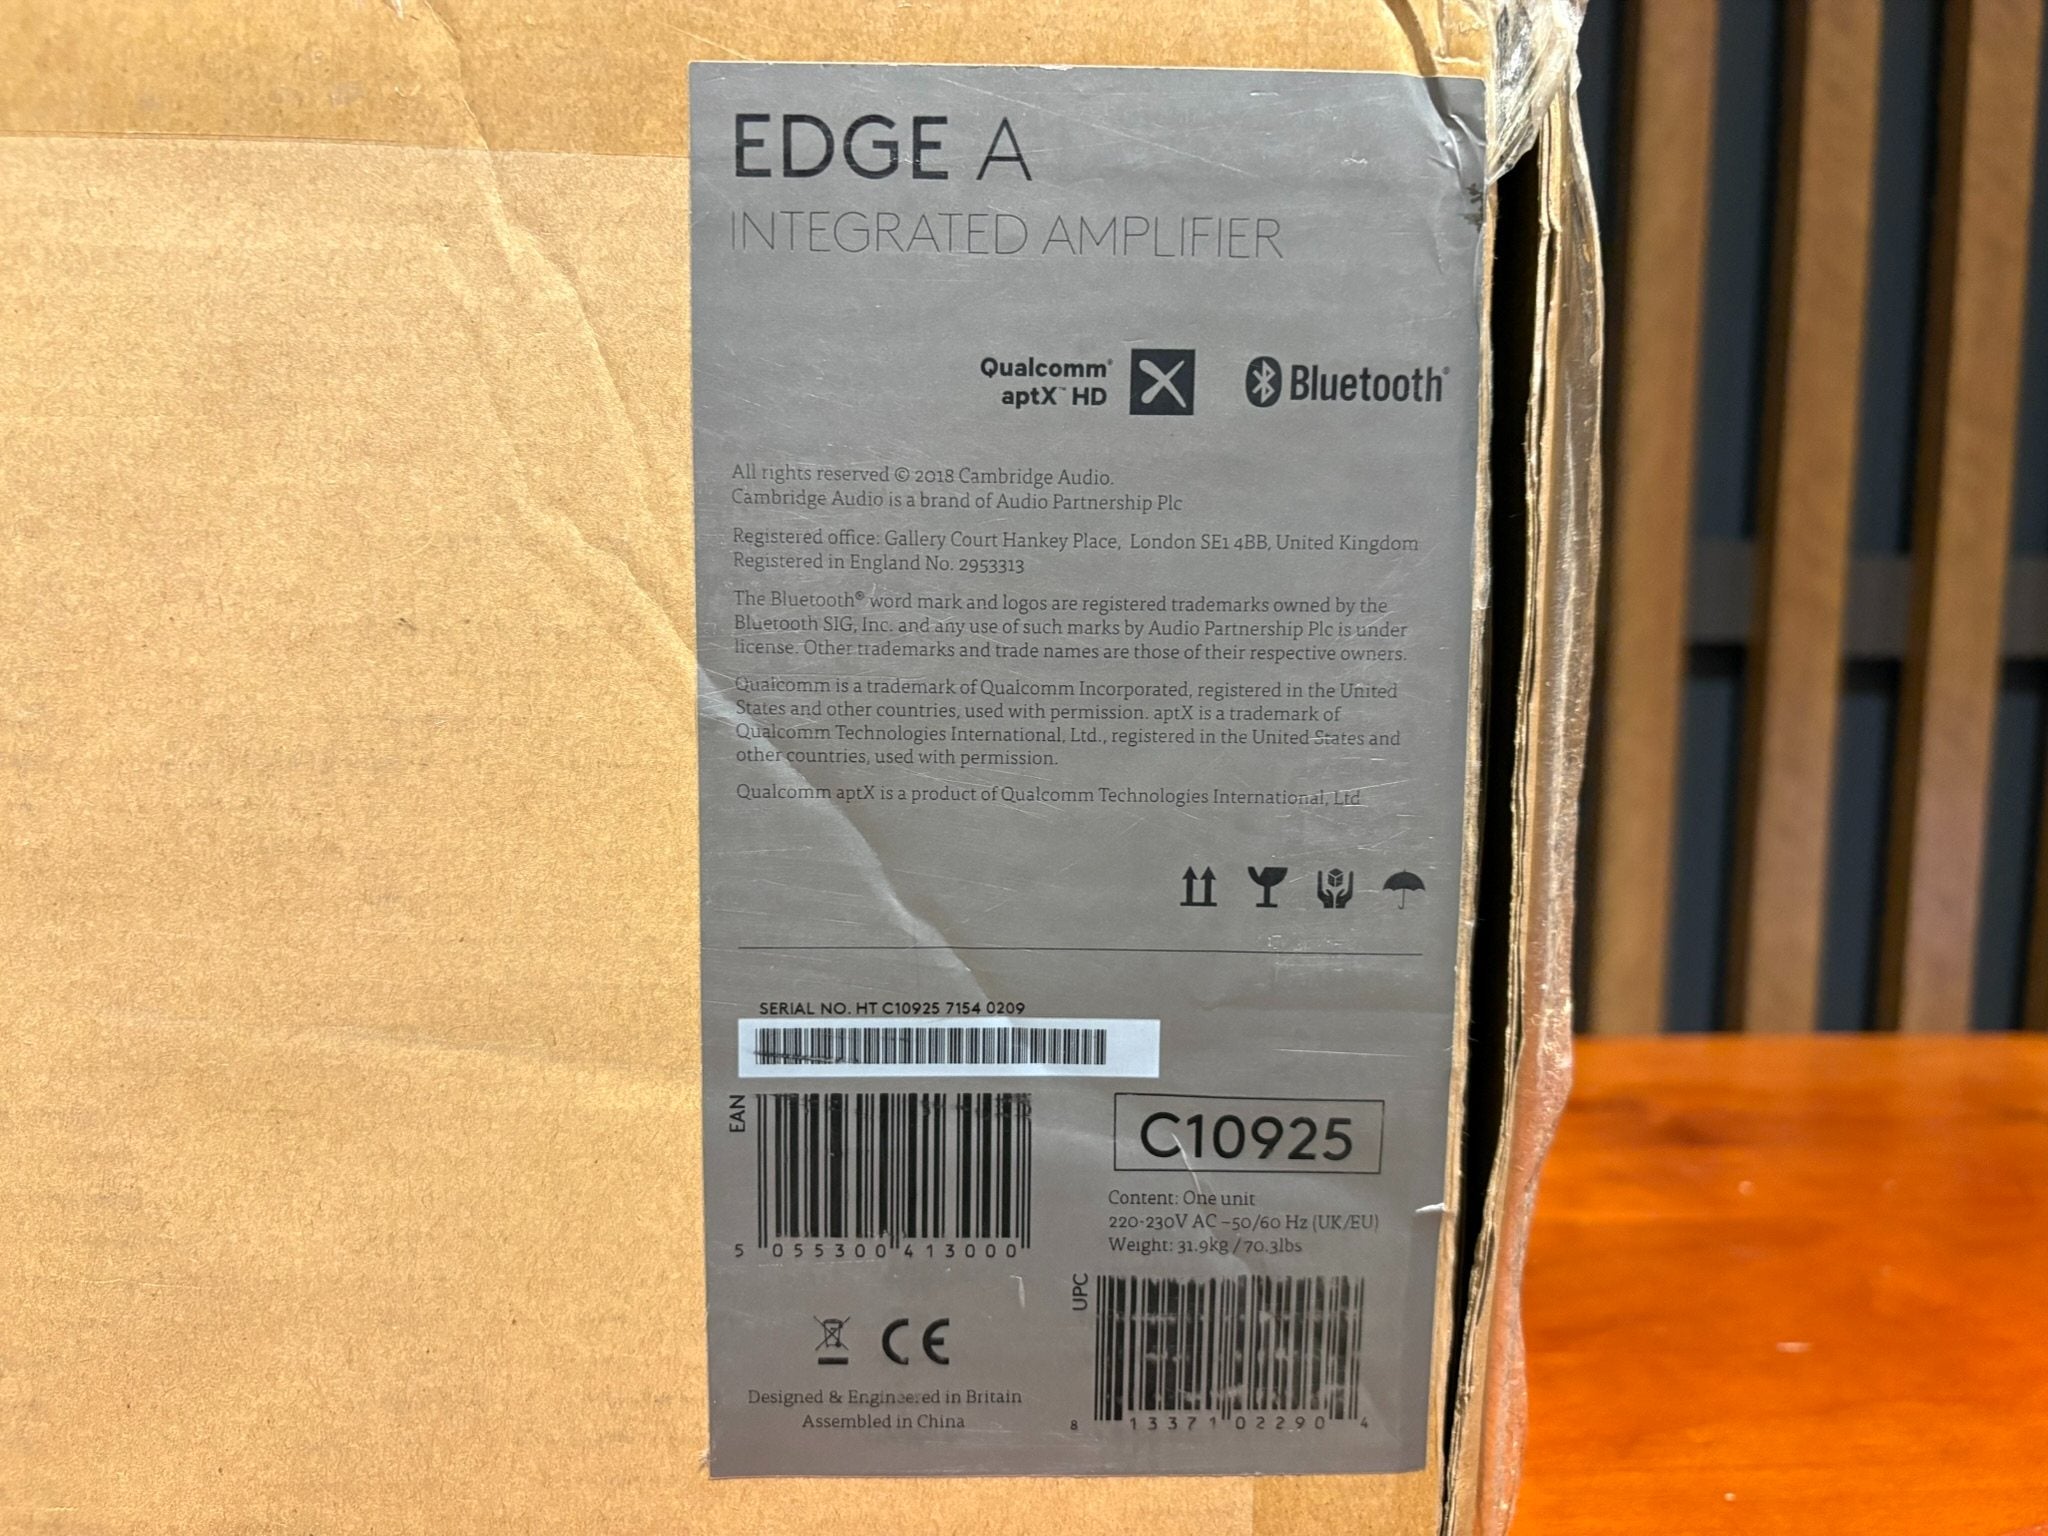 EDGE A
INTEGRATED AMPLIFIER
Qualcomm®
aptX™ HD
Bluetooth®
All rights reserved © 2018 Cambridge Audio.
Cambridge Audio is a brand of Audio Partnership Plc
Registered office: Gallery Court Hankey Place, London SE1 4BB, United Kingdom
Registered in England No. 2953313
The Bluetooth® word mark and logos are registered trademarks owned by the
Bluetooth SIG, Inc. and any use of such marks by Audio Partnership Plc is under
license. Other trademarks and trade names are those of their respective owners.
Qualcomm is a trademark of Qualcomm Incorporated, registered in the United
States and other countries, used with permission. aptX is a trademark of
Qualcomm Technologies International, Ltd., registered in the United States and
other countries, used with permission.
Qualcomm aptX is a product of Qualcomm Technologies International, Ltd
SERIAL NO. HT C10925 7154 0209
EAN
5 055300 413000
C10925
Content: One unit
220-230V AC ~50/60 Hz (UK/EU)
Weight: 31.9kg / 70.3lbs
UPC
8 13371 02290 4
CE
Designed & Engineered in Britain
Assembled in China